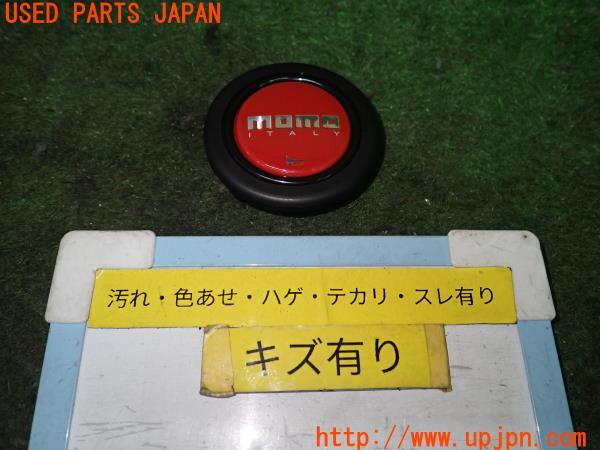 USED PARTS JAPAN
momo
ITALY
汚れ・色あせ・ハゲ・テカリ・スレ有り
キズ有り
http://www.upjpn.com